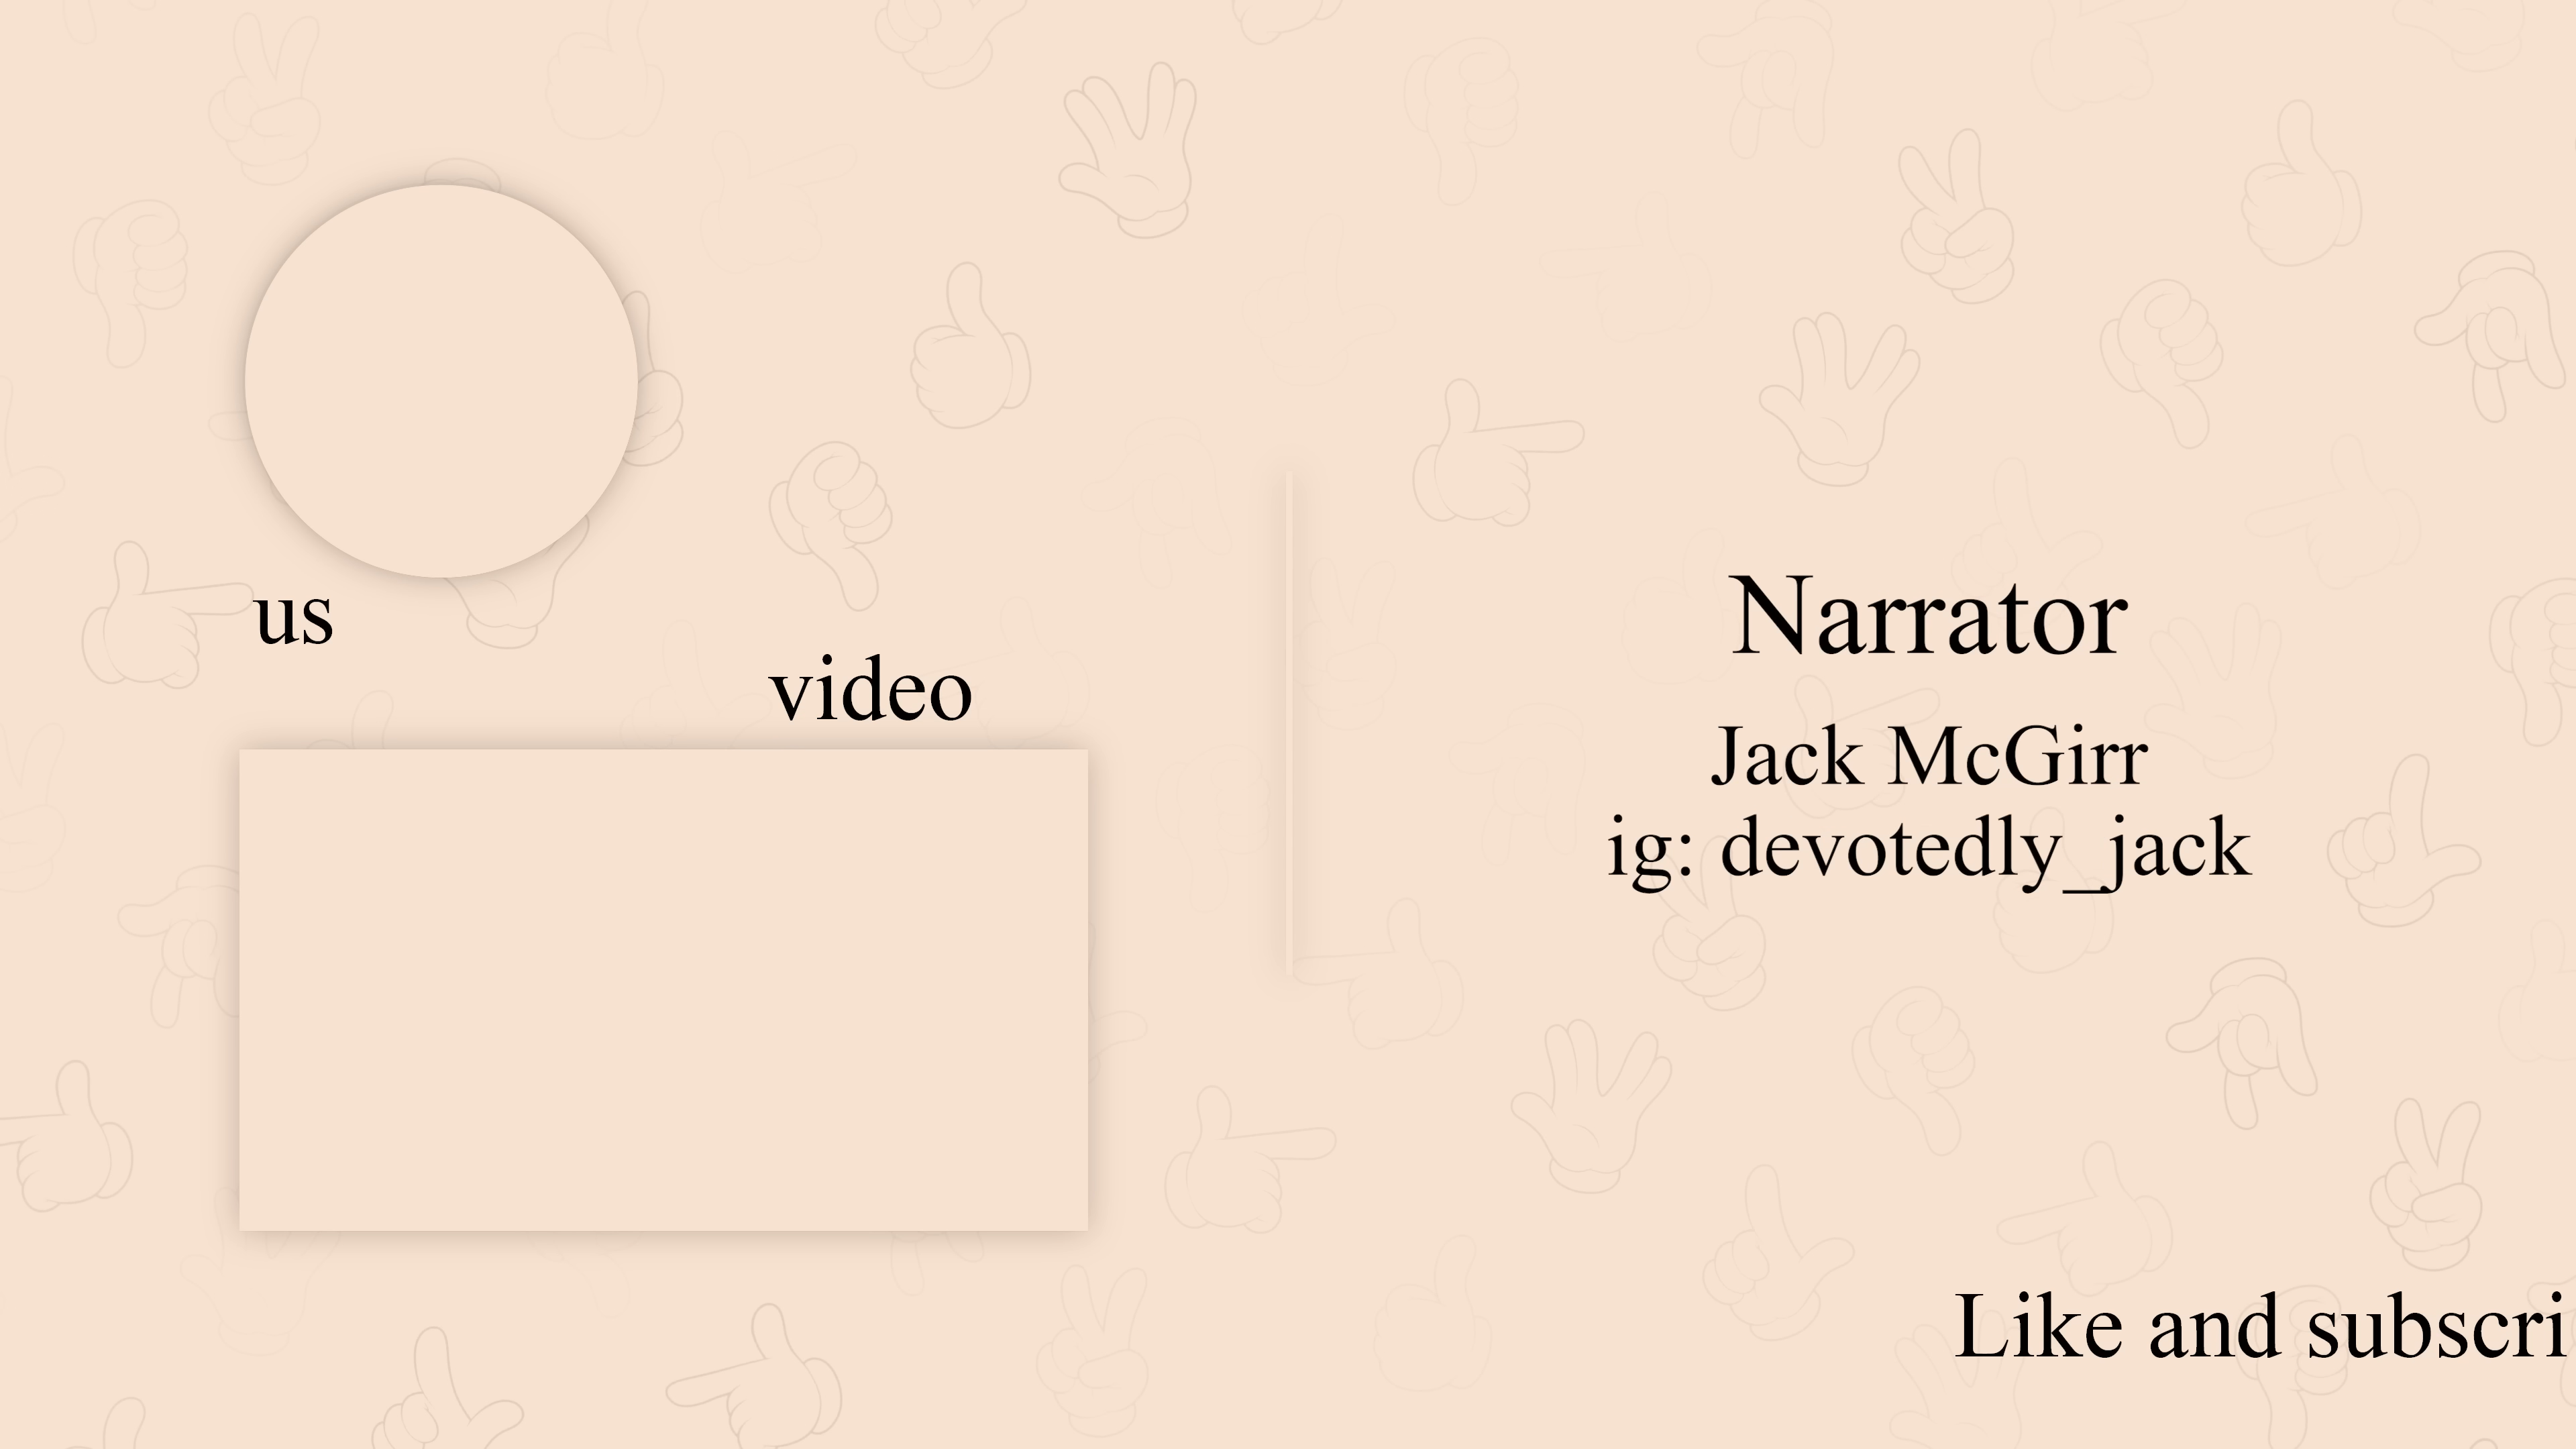 us
video
Narrator
Jack McGirr
ig: devotedly_jack
Like and subscri